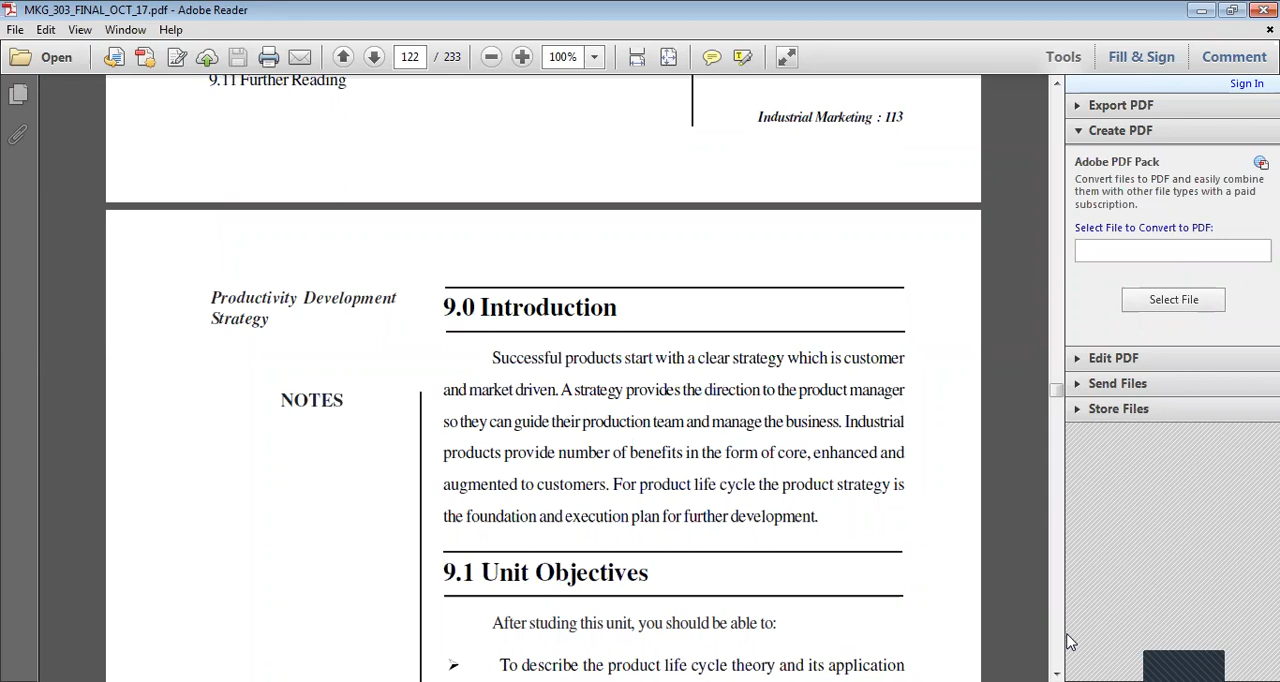 MKG_303_FINAL_OCT_17.pdf - Adobe Reader
File Edit View Window Help
Open 122 / 233 100% Tools Fill & Sign Comment
9.11 Further Reading
Industrial Marketing : 113
Productivity Development
Strategy
NOTES
9.0 Introduction
Successful products start with a clear strategy which is customer
and market driven. A strategy provides the direction to the product manager
so they can guide their production team and manage the business. Industrial
products provide number of benefits in the form of core, enhanced and
augmented to customers. For product life cycle the product strategy is
the foundation and execution plan for further development.
9.1 Unit Objectives
After studing this unit, you should be able to:
To describe the product life cycle theory and its application
Sign In
Export PDF
Create PDF
Adobe PDF Pack
Convert files to PDF and easily combine
them with other file types with a paid
subscription.
Select File to Convert to PDF:
Select File
Edit PDF
Send Files
Store Files